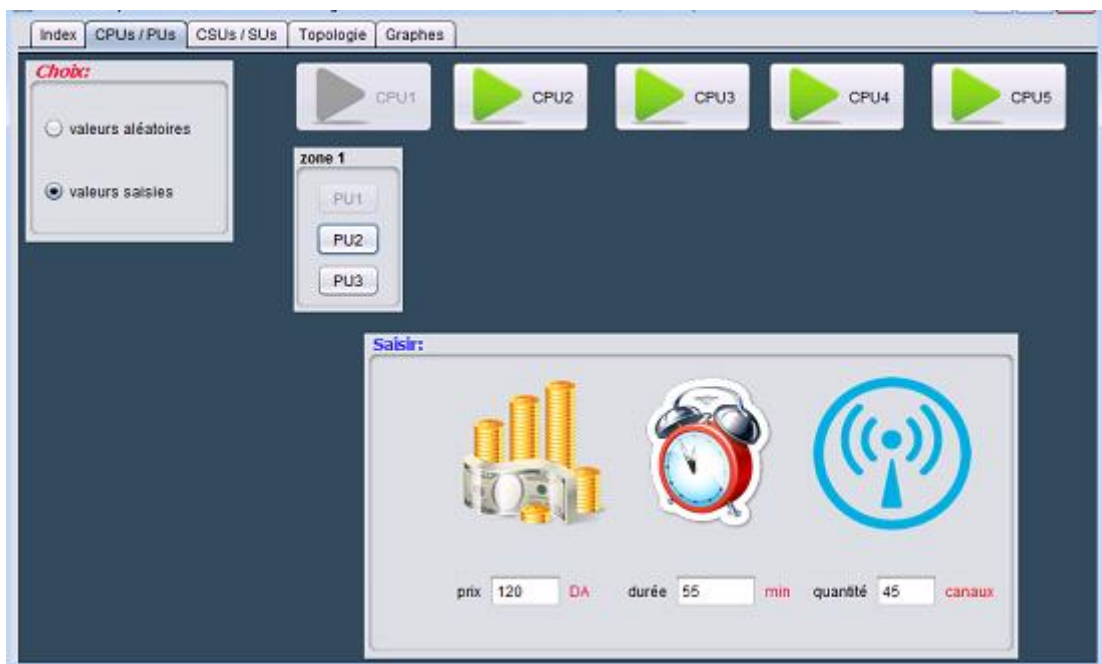 Index CPUs / PUs CSUs / SUs Topologie Graphes
Choix:
valeurs aléatoires
valeurs saisies
CPU1 CPU2 CPU3 CPU4 CPU5
zone 1
PU1
PU2
PU3
Saisir:
prix 120 DA durée 55 min quantité 45 canaux